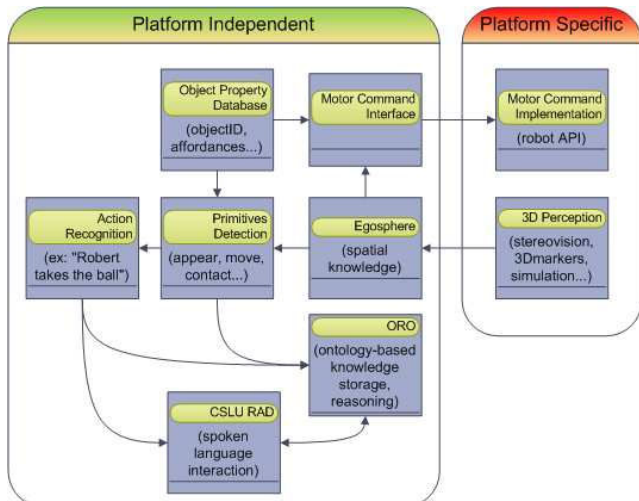 Platform Independent
Platform Specific
Object Property
Database
(objectID,
affordances...)
Motor Command
Interface
Motor Command
Implementation
(robot API)
Action
Recognition
(ex: "Robert
takes the ball")
Primitives
Detection
(appear, move,
contact...)
Egosphere
(spatial
knowledge)
3D Perception
(stereovision,
3Dmarkers,
simulation...)
ORO
(ontology-based
knowledge
storage,
reasoning)
CSLU RAD
(spoken
language
interaction)